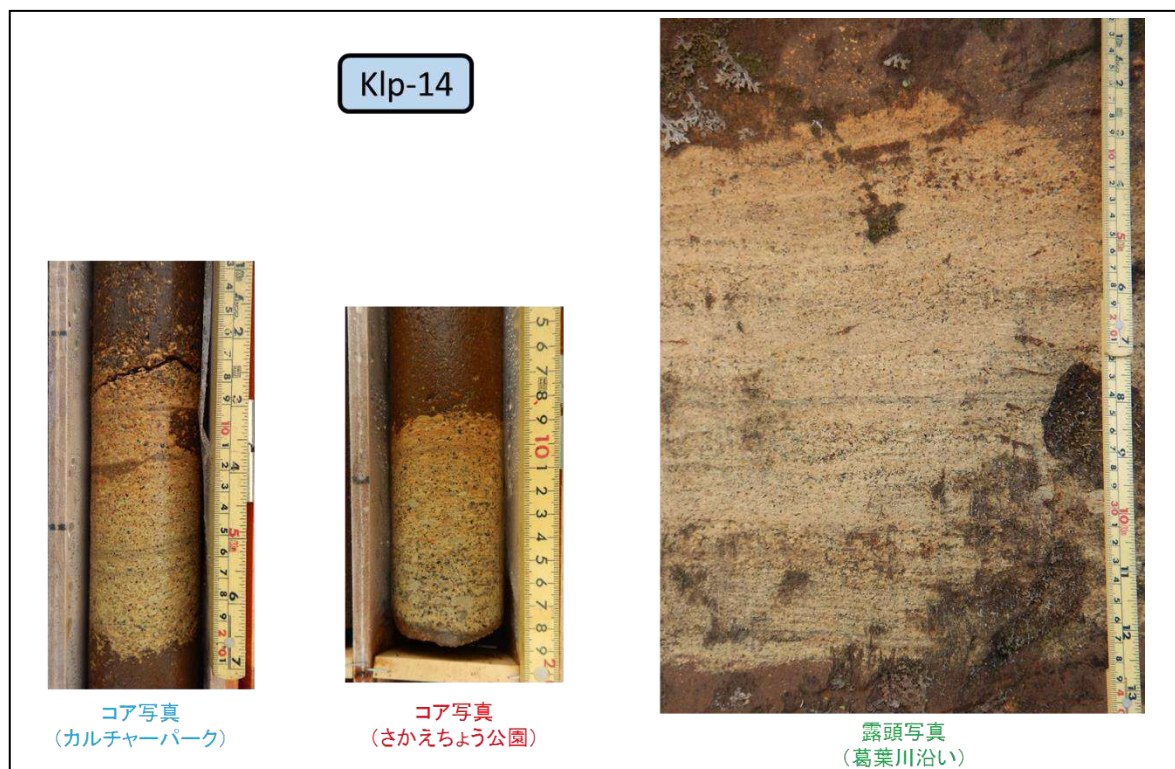 Klp-14
コア写真
（カルチャーパーク）
コア写真
（さかえちょう公園）
露頭写真
（葛葉川沿い）